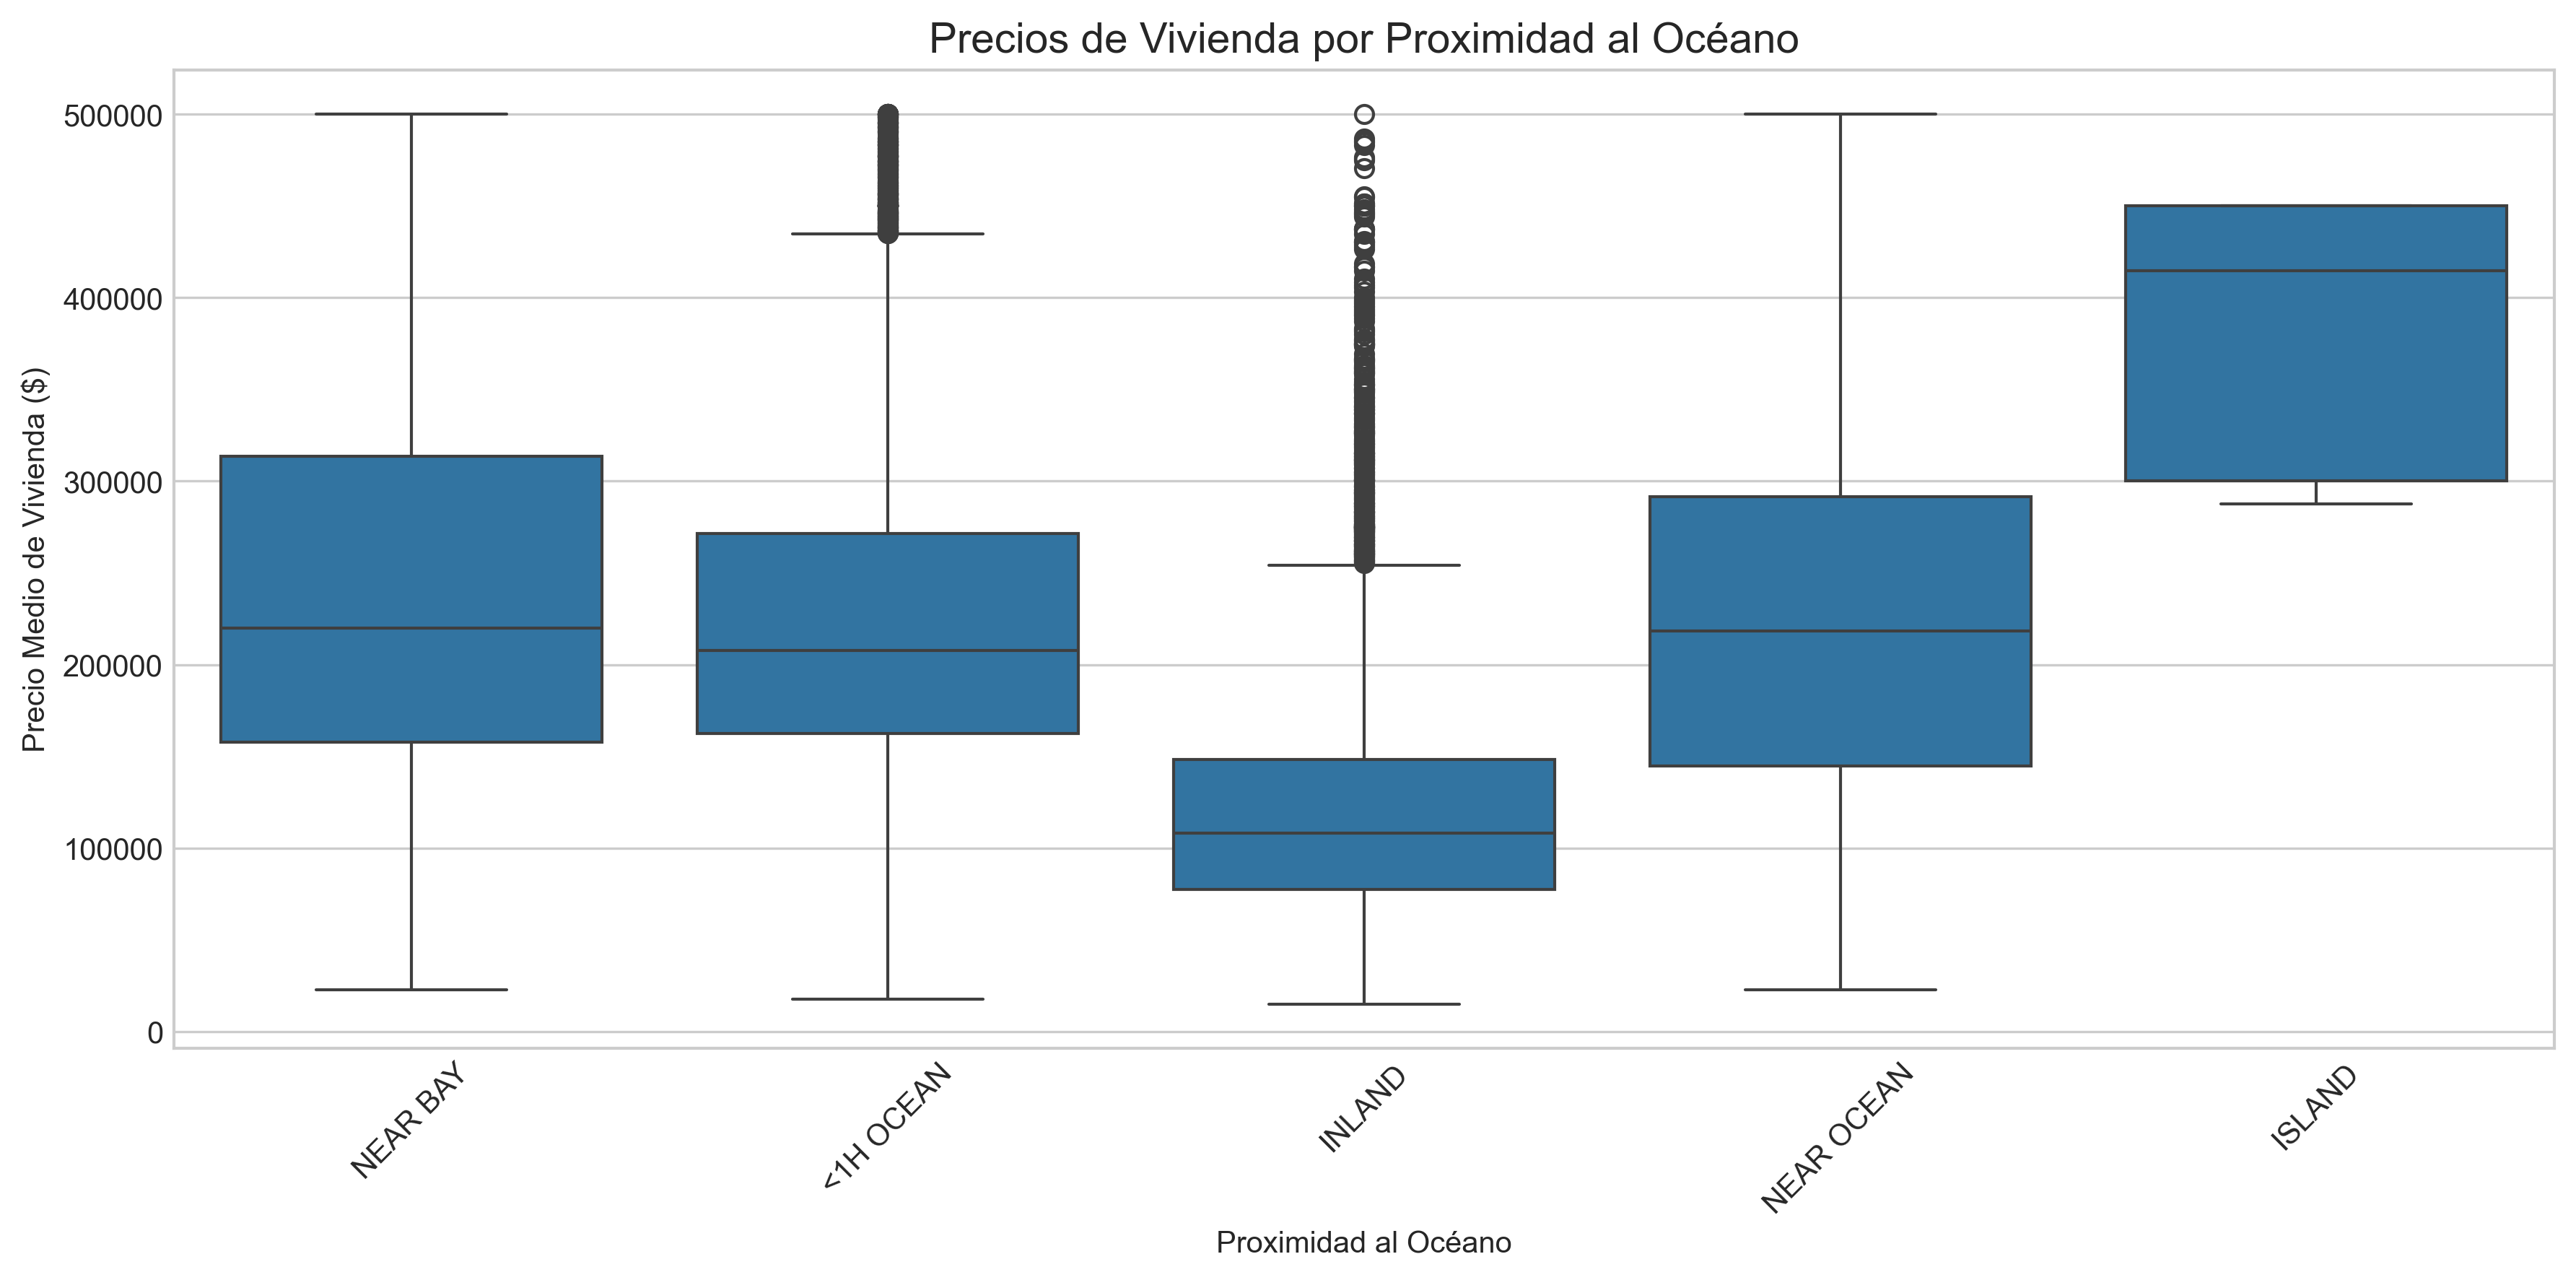 Precios de Vivienda por Proximidad al Océano
Precio Medio de Vivienda ($)
500000
400000
300000
200000
100000
0
NEAR BAY
<1H OCEAN
INLAND
NEAR OCEAN
ISLAND
Proximidad al Océano